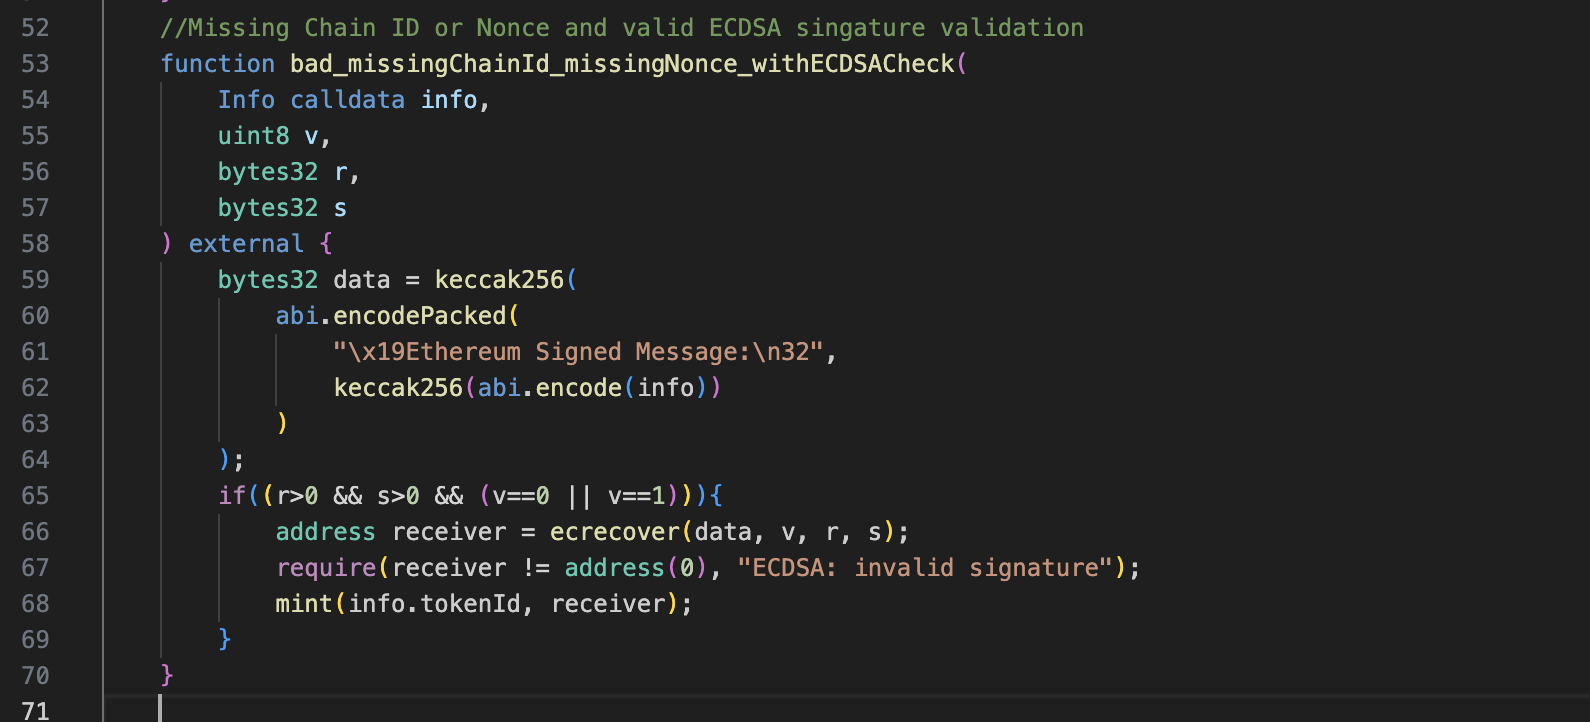 52 //Missing Chain ID or Nonce and valid ECDSA singature validation
53 function bad_missingChainId_missingNonce_withECDSACheck(
54 Info calldata info,
55 uint8 v,
56 bytes32 r,
57 bytes32 s
58 ) external {
59 bytes32 data = keccak256(
60 abi.encodePacked(
61 "\x19Ethereum Signed Message:\n32",
62 keccak256(abi.encode(info))
63 )
64 );
65 if((r>0 && s>0 && (v==0 || v==1))){
66 address receiver = ecrecover(data, v, r, s);
67 require(receiver != address(0), "ECDSA: invalid signature");
68 mint(info.tokenId, receiver);
69 }
70 }
71